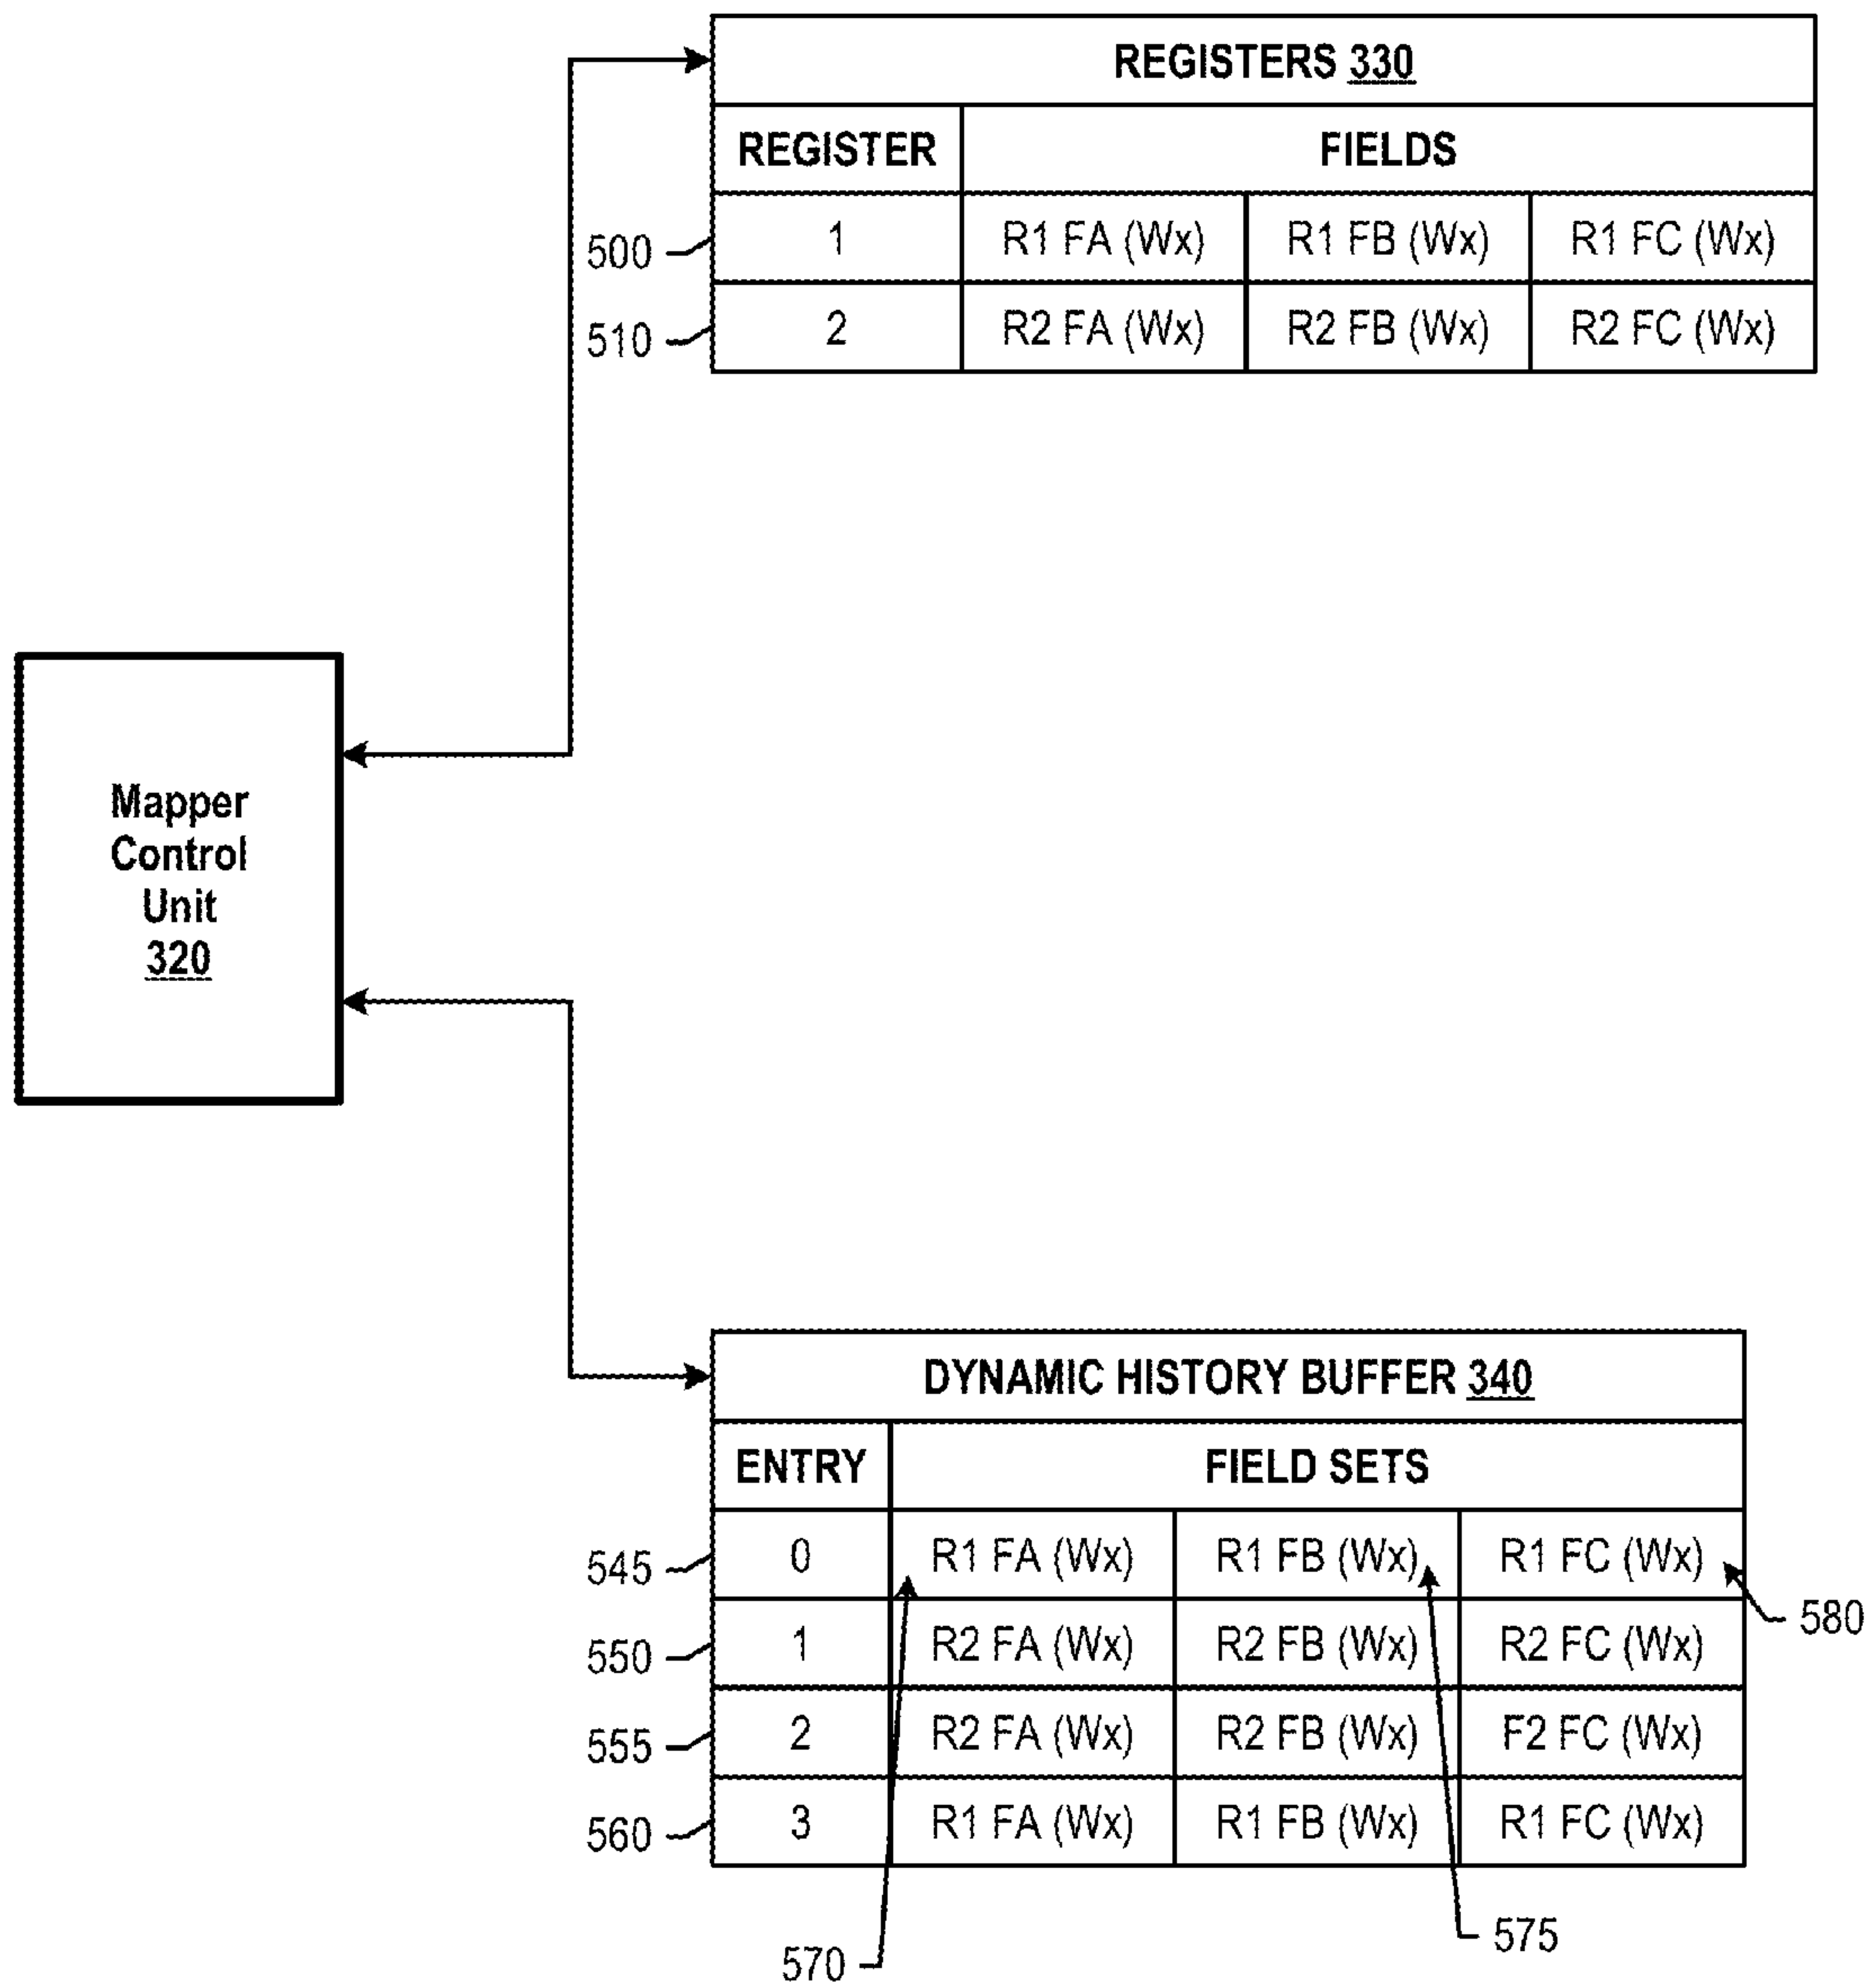 REGISTERS 330
REGISTER FIELDS
500 1 R1 FA (Wx) R1 FB (Wx) R1 FC (Wx)
510 2 R2 FA (Wx) R2 FB (Wx) R2 FC (Wx)
Mapper
Control
Unit
320
DYNAMIC HISTORY BUFFER 340
ENTRY FIELD SETS
545 0 R1 FA (Wx) R1 FB (Wx) R1 FC (Wx)
580
550 1 R2 FA (Wx) R2 FB (Wx) R2 FC (Wx)
555 2 R2 FA (Wx) R2 FB (Wx) F2 FC (Wx)
560 3 R1 FA (Wx) R1 FB (Wx) R1 FC (Wx)
570 575